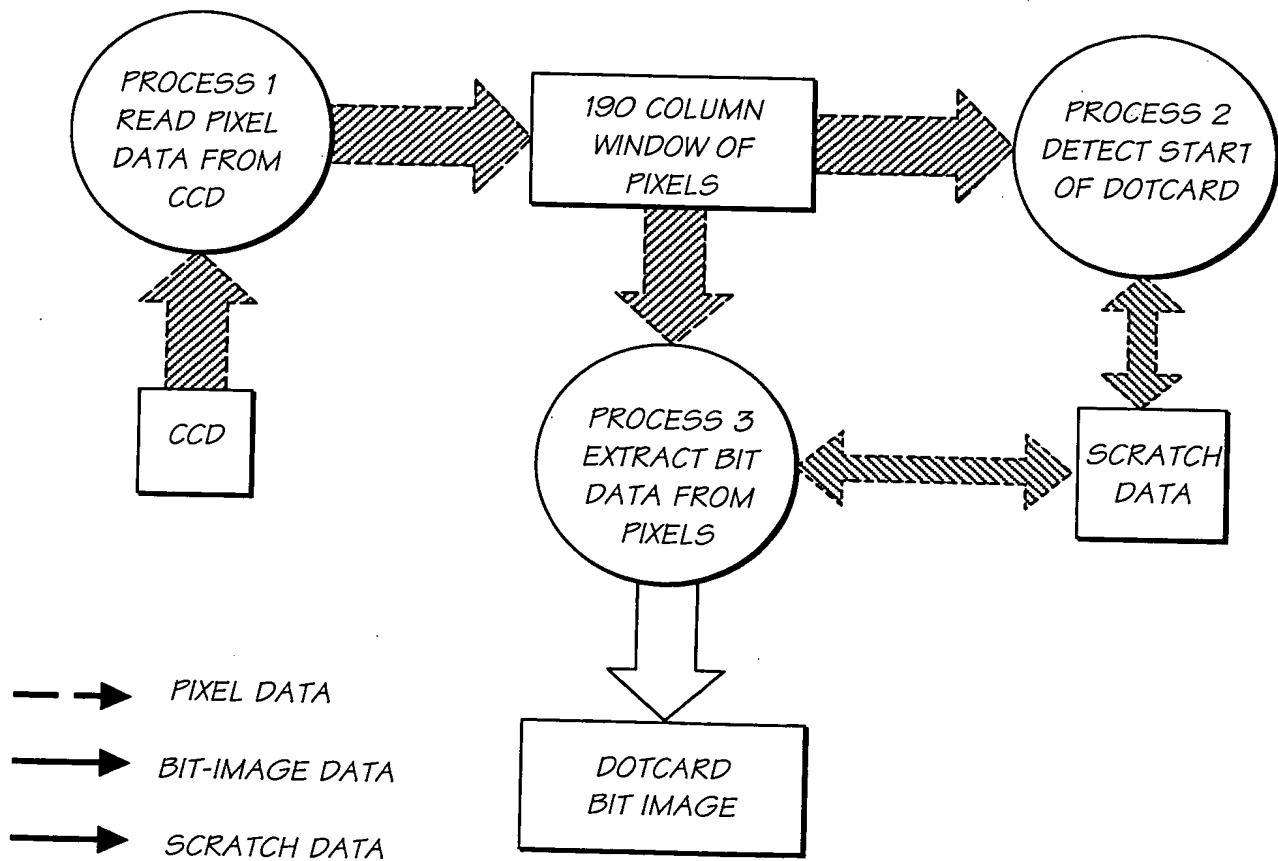 PROCESS 1
READ PIXEL
DATA FROM
CCD
190 COLUMN
WINDOW OF
PIXELS
PROCESS 2
DETECT START
OF DOTCARD
CCD
PROCESS 3
EXTRACT BIT
DATA FROM
PIXELS
SCRATCH
DATA
PIXEL DATA
BIT-IMAGE DATA
SCRATCH DATA
DOTCARD
BIT IMAGE